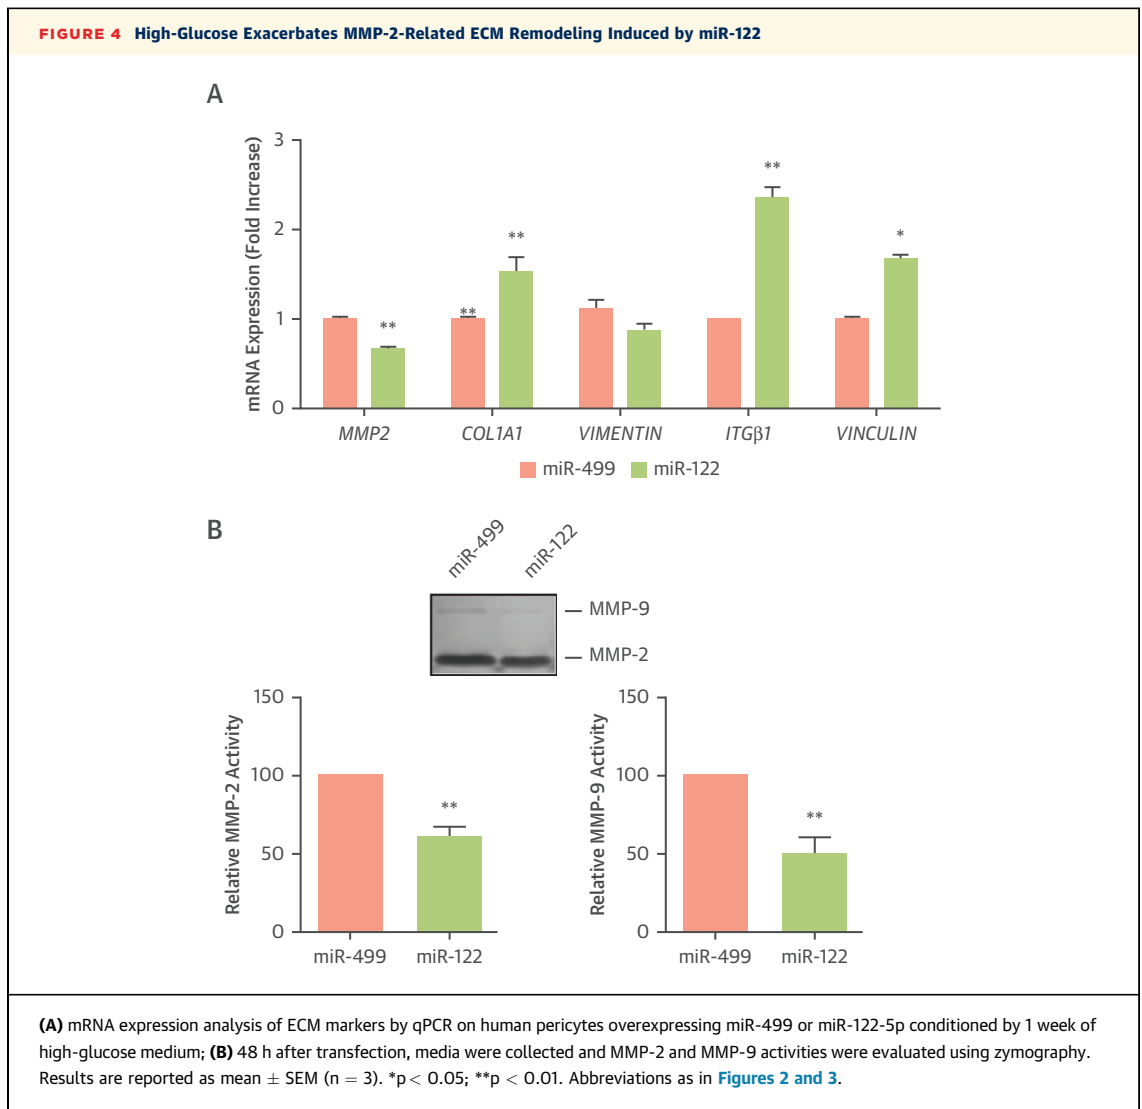 FIGURE 4 High-Glucose Exacerbates MMP-2-Related ECM Remodeling Induced by miR-122
A
mRNA Expression (Fold Increase)
3
2
1
0
**
**
**
**
*
MMP2 COL1A1 VIMENTIN ITGβ1 VINCULIN
miR-499 miR-122
B
miR-499 miR-122
MMP-9
MMP-2
Relative MMP-2 Activity
150
100
50
0
**
miR-499 miR-122
Relative MMP-9 Activity
150
100
50
0
**
miR-499 miR-122
(A) mRNA expression analysis of ECM markers by qPCR on human pericytes overexpressing miR-499 or miR-122-5p conditioned by 1 week of
high-glucose medium; (B) 48 h after transfection, media were collected and MMP-2 and MMP-9 activities were evaluated using zymography.
Results are reported as mean ± SEM (n = 3). *p < 0.05; **p < 0.01. Abbreviations as in Figures 2 and 3.